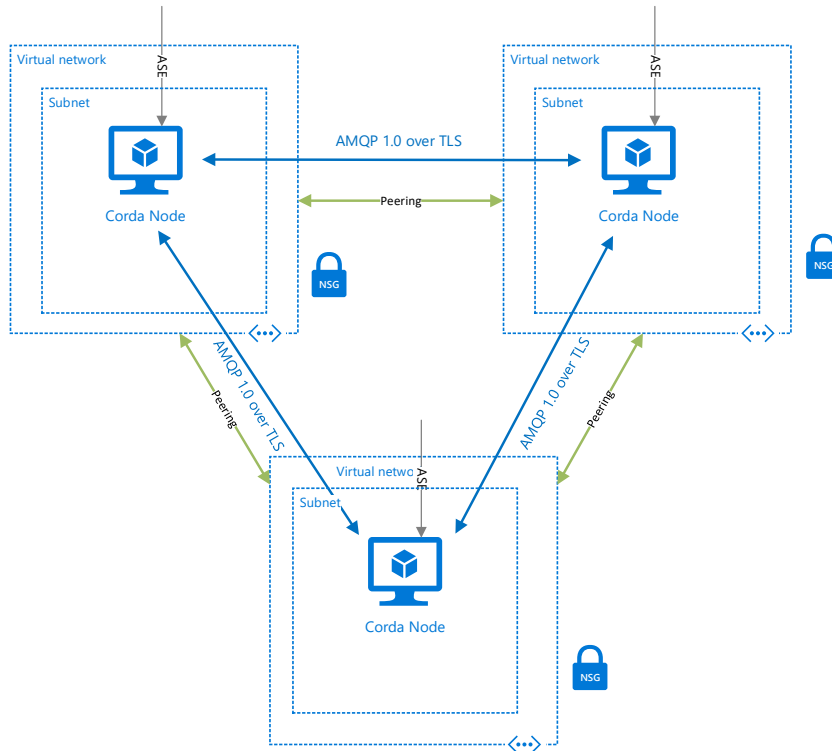 ASE
ASE
Virtual network
Virtual network
Subnet
Subnet
AMQP 1.0 over TLS
Peering
Corda Node
Corda Node
NSG
NSG
AMQP 1.0 over TLS
AMQP 1.0 over TLS
Peering
Peering
Virtual netwo
ASE
Subnet
Corda Node
NSG